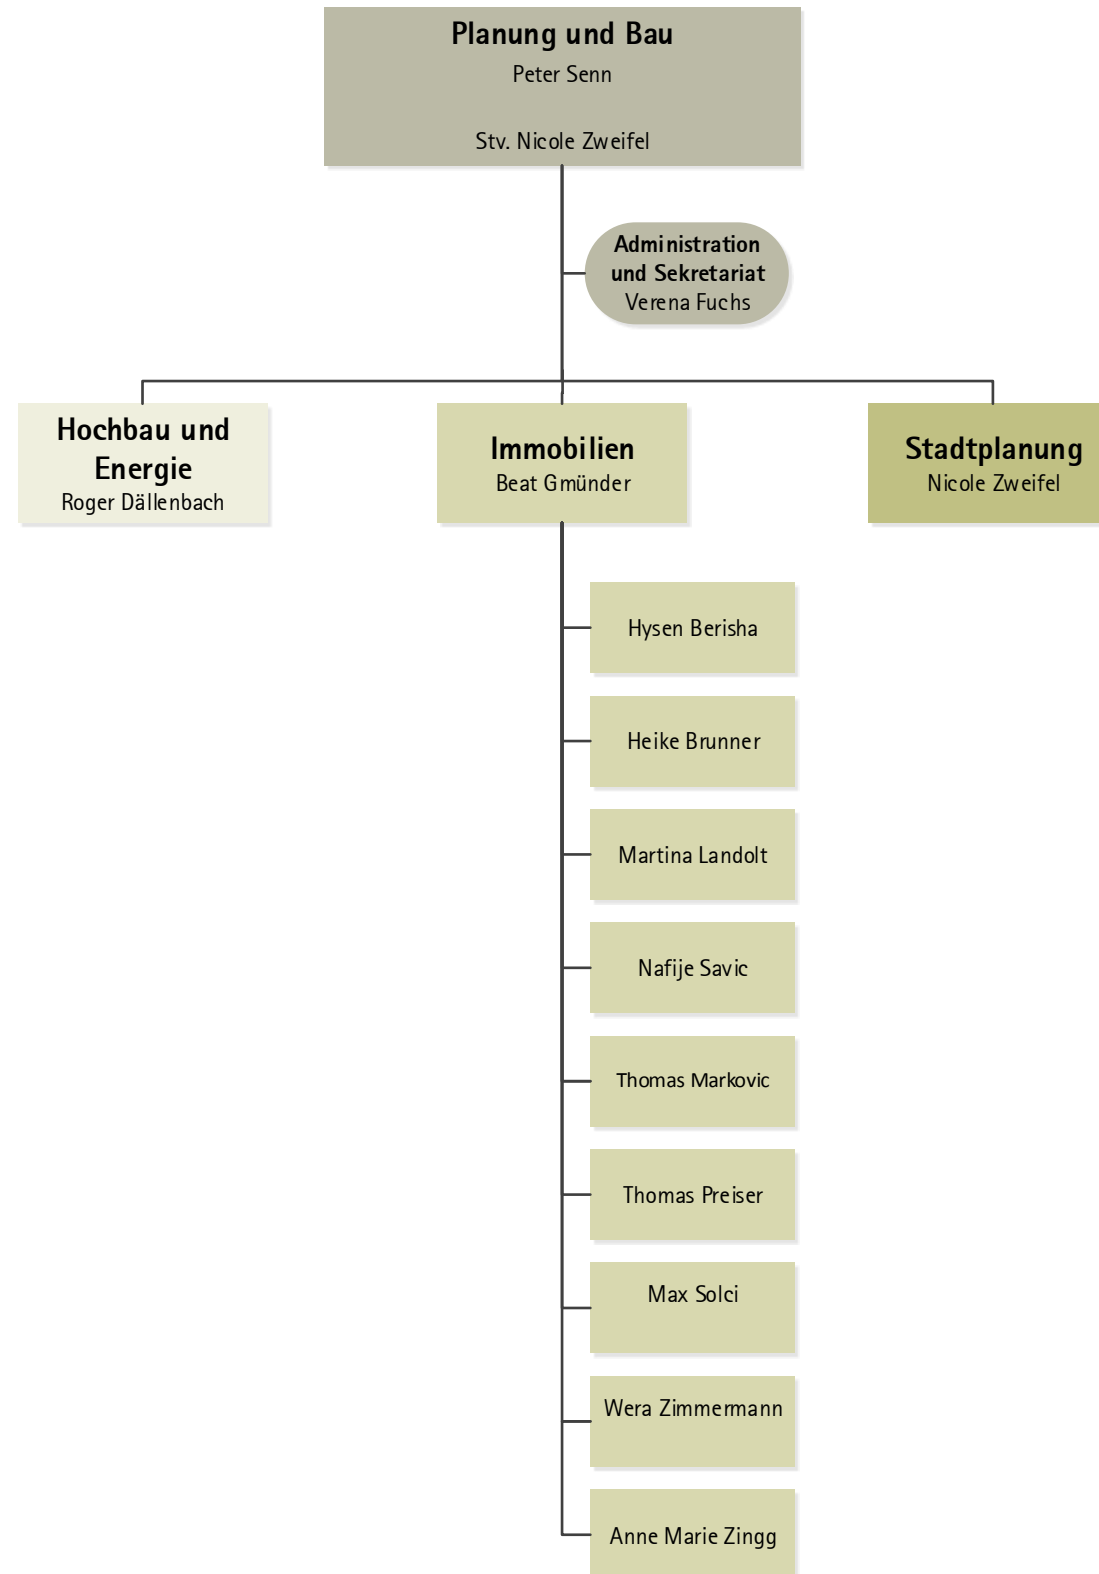 Planung und Bau
Peter Senn
Stv. Nicole Zweifel
Administration
und Sekretariat
Verena Fuchs
Hochbau und
Energie
Roger Dällenbach
Immobilien
Beat Gmünder
Stadtplanung
Nicole Zweifel
Hysen Berisha
Heike Brunner
Martina Landolt
Nafije Savic
Thomas Markovic
Thomas Preiser
Max Solci
Wera Zimmermann
Anne Marie Zingg